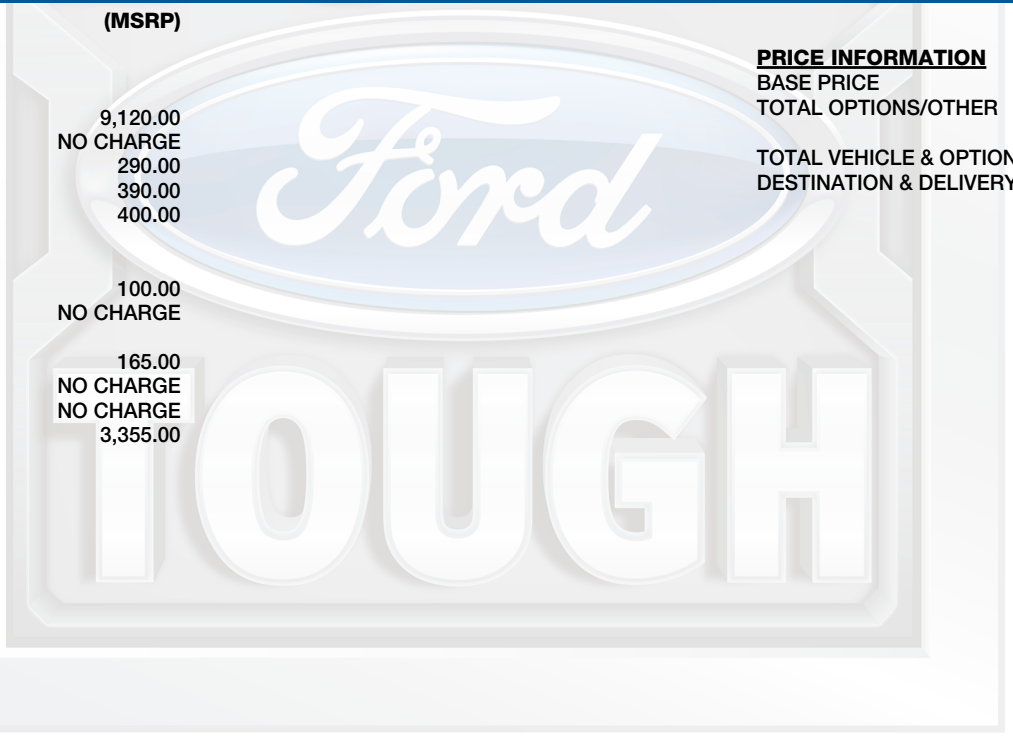 (MSRP)
9,120.00
NO CHARGE
290.00
390.00
400.00
100.00
NO CHARGE
165.00
NO CHARGE
NO CHARGE
3,355.00
PRICE INFORMATION
BASE PRICE
TOTAL OPTIONS/OTHER
TOTAL VEHICLE & OPTION
DESTINATION & DELIVERY
Ford
TOUGH